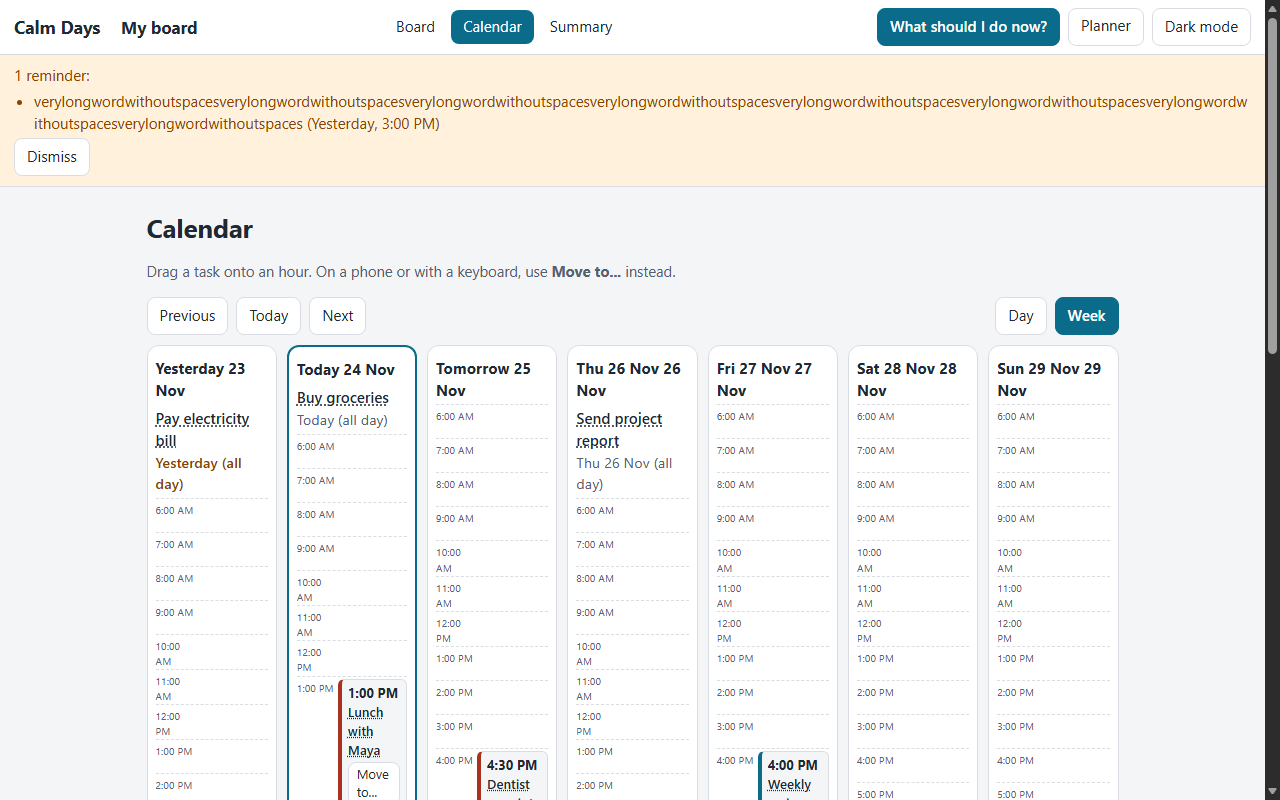 Calm Days My board Board Calendar Summary What should I do now? Planner Dark mode
1 reminder:
• verylongwordwithoutspacesverylongwordwithoutspacesverylongwordwithoutspacesverylongwordwithoutspacesverylongwordwithoutspacesverylongwordwithoutspacesverylongwordw
ithoutspacesverylongwordwithoutspaces (Yesterday, 3:00 PM)
Dismiss
Calendar
Drag a task onto an hour. On a phone or with a keyboard, use Move to... instead.
Previous Today Next Day Week
Yesterday 23
Nov
Pay electricity
bill
Yesterday (all
day)
6:00 AM
7:00 AM
8:00 AM
9:00 AM
10:00
AM
11:00
AM
12:00
PM
1:00 PM
2:00 PM
Today 24 Nov
Buy groceries
Today (all day)
6:00 AM
7:00 AM
8:00 AM
9:00 AM
10:00
AM
11:00
AM
12:00
PM
1:00 PM
1:00 PM
Lunch
with
Maya
Move
to...
Tomorrow 25
Nov
6:00 AM
7:00 AM
8:00 AM
9:00 AM
10:00
AM
11:00
AM
12:00
PM
1:00 PM
2:00 PM
3:00 PM
4:00 PM
4:30 PM
Dentist
Thu 26 Nov 26
Nov
Send project
report
Thu 26 Nov (all
day)
6:00 AM
7:00 AM
8:00 AM
9:00 AM
10:00
AM
11:00
AM
12:00
PM
1:00 PM
2:00 PM
Fri 27 Nov 27
Nov
6:00 AM
7:00 AM
8:00 AM
9:00 AM
10:00
AM
11:00
AM
12:00
PM
1:00 PM
2:00 PM
3:00 PM
4:00 PM
4:00 PM
Weekly
Sat 28 Nov 28
Nov
6:00 AM
7:00 AM
8:00 AM
9:00 AM
10:00
AM
11:00
AM
12:00
PM
1:00 PM
2:00 PM
3:00 PM
4:00 PM
5:00 PM
Sun 29 Nov 29
Nov
6:00 AM
7:00 AM
8:00 AM
9:00 AM
10:00
AM
11:00
AM
12:00
PM
1:00 PM
2:00 PM
3:00 PM
4:00 PM
5:00 PM